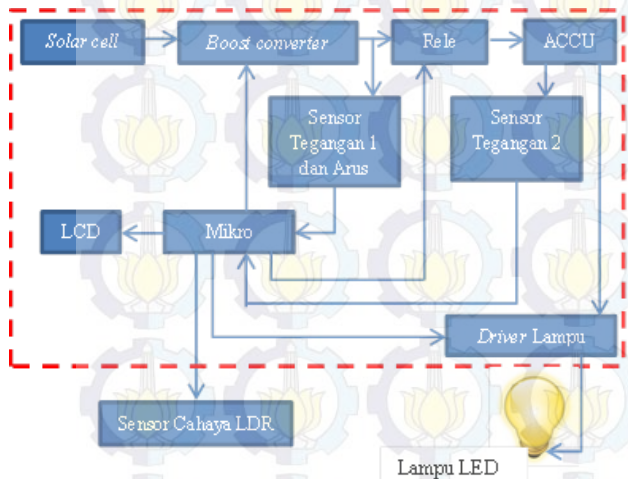 Solar cell
Boost converter
Rele
ACCU
Sensor
Tegangan 1
dan Arus
Sensor
Tegangan 2
LCD
Mikro
Driver Lampu
Sensor Cahaya LDR
Lampu LED